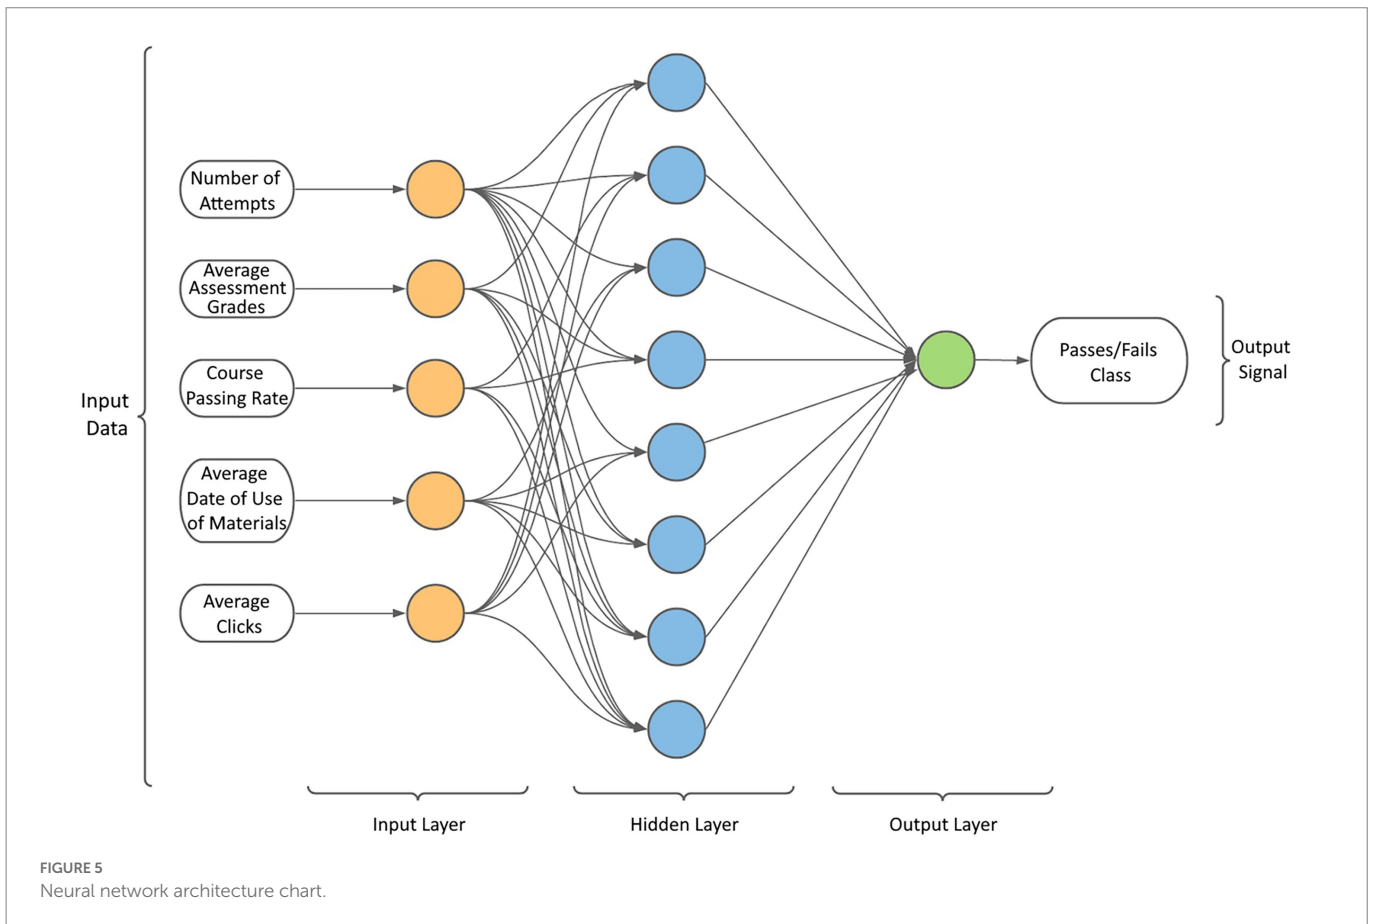 Number of
Attempts
Average
Assessment
Grades
Course
Passing Rate
Input
Data
Average
Date of Use
of Materials
Average
Clicks
Passes/Fails
Class
Output
Signal
Input Layer
Hidden Layer
Output Layer
FIGURE 5
Neural network architecture chart.